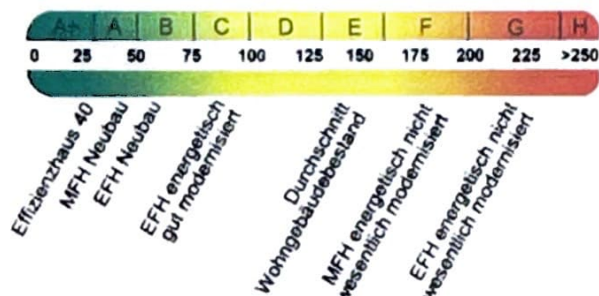 A+ A B C D E F G H
0 25 50 75 100 125 150 175 200 225 >250
Effizienzhaus 40
MFH Neubau
EFH Neubau
EFH energetisch
gut modernisiert
Durchschnitt
Wohngebäudebestand
MFH energetisch nicht
wesentlich modernisiert
EFH energetisch nicht
wesentlich modernisiert